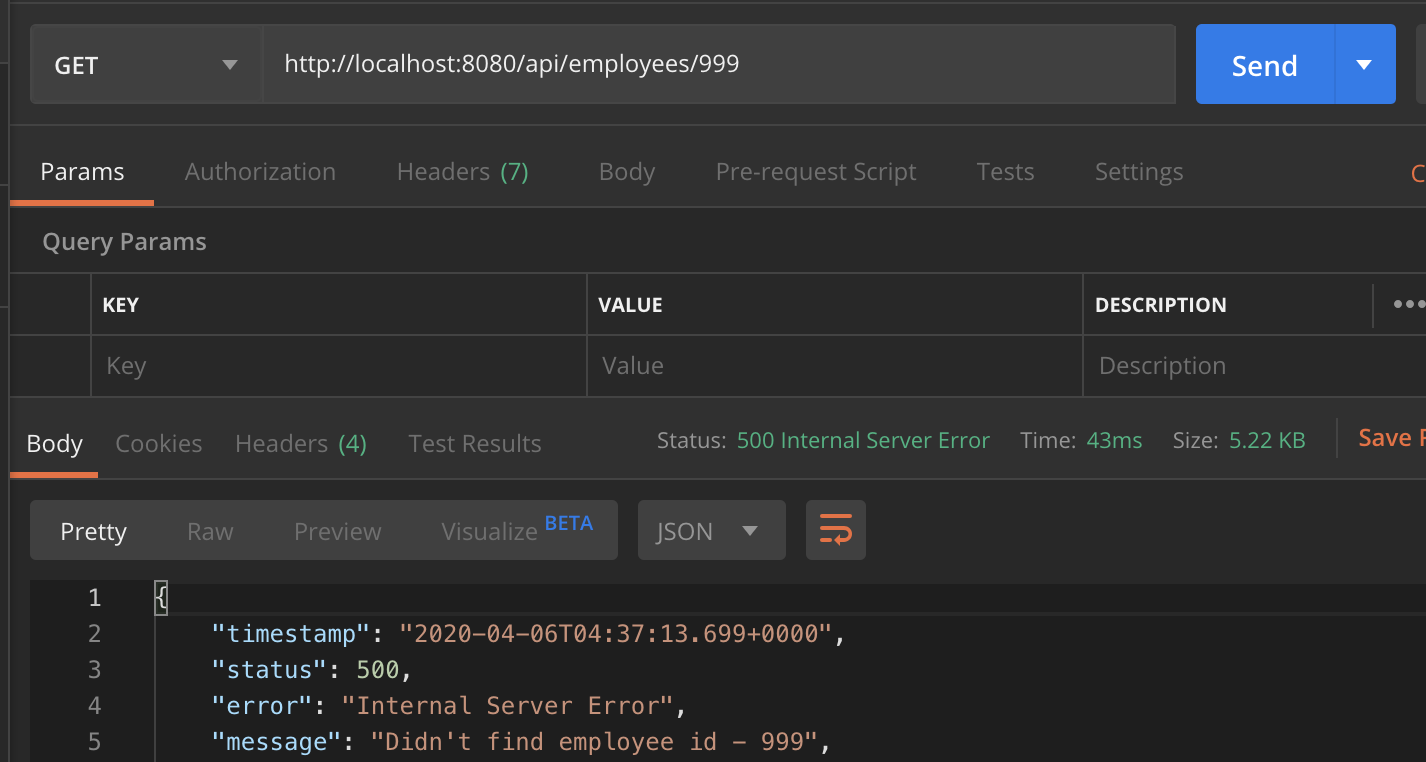 GET http://localhost:8080/api/employees/999 Send
Params Authorization Headers (7) Body Pre-request Script Tests Settings C
Query Params
KEY VALUE DESCRIPTION
Key Value Description
Body Cookies Headers (4) Test Results Status: 500 Internal Server Error Time: 43ms Size: 5.22 KB Save
Pretty Raw Preview Visualize BETA JSON
1 {
2 "timestamp": "2020-04-06T04:37:13.699+0000",
3 "status": 500,
4 "error": "Internal Server Error",
5 "message": "Didn't find employee id - 999",